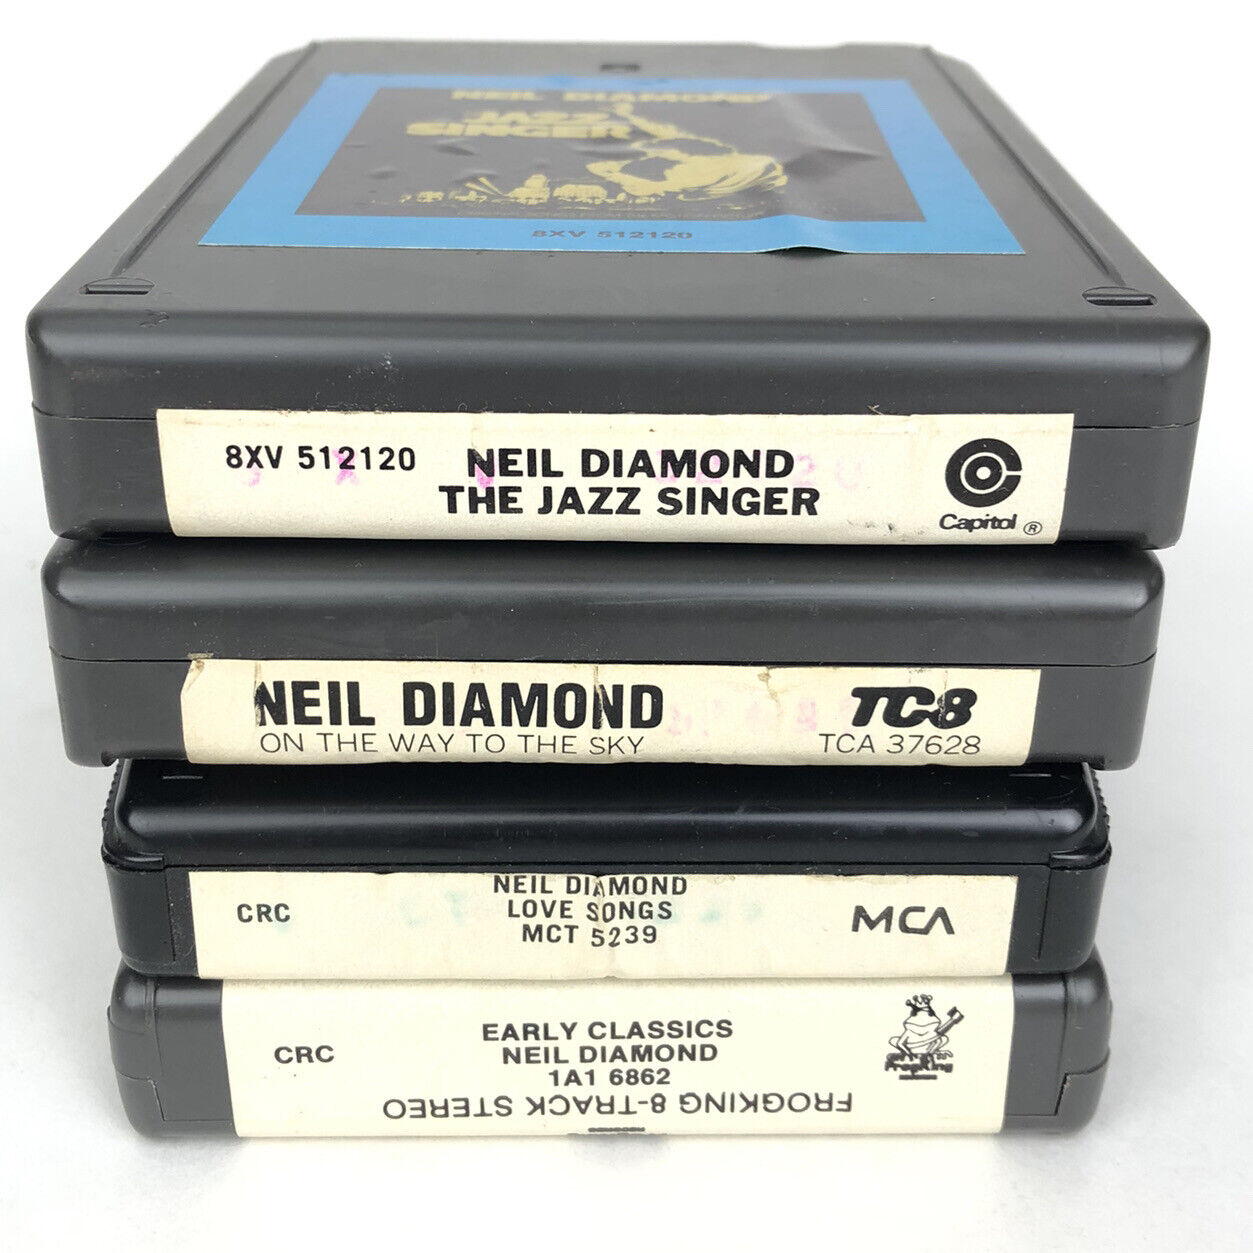 NEIL DIAMOND
JAZZ
SINGER
8XV 512120
8XV 512120
NEIL DIAMOND
THE JAZZ SINGER
Capitol ®
NEIL DIAMOND
ON THE WAY TO THE SKY
TC8
TCA 37628
CRC
NEIL DIAMOND
LOVE SONGS
MCT 5239
MCA
CRC
EARLY CLASSICS
NEIL DIAMOND
1A1 6862
FrogKing
FROGKING 8-TRACK STEREO